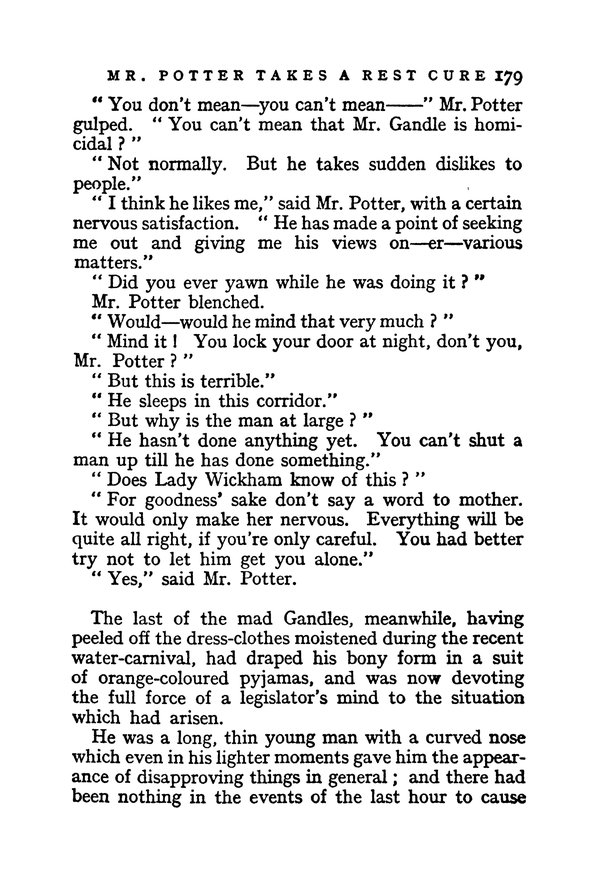 MR. POTTER TAKES A REST CURE 179
“ You don't mean—you can't mean——” Mr. Potter
gulped. “ You can't mean that Mr. Gandle is homi-
cidal ? ”
“ Not normally. But he takes sudden dislikes to
people.”
“ I think he likes me,” said Mr. Potter, with a certain
nervous satisfaction. “ He has made a point of seeking
me out and giving me his views on—er—various
matters.”
“ Did you ever yawn while he was doing it ? ”
Mr. Potter blenched.
“ Would—would he mind that very much ? ”
“ Mind it ! You lock your door at night, don't you,
Mr. Potter ? ”
“ But this is terrible.”
“ He sleeps in this corridor.”
“ But why is the man at large ? ”
“ He hasn't done anything yet. You can't shut a
man up till he has done something.”
“ Does Lady Wickham know of this ? ”
“ For goodness' sake don't say a word to mother.
It would only make her nervous. Everything will be
quite all right, if you're only careful. You had better
try not to let him get you alone.”
“ Yes,” said Mr. Potter.
The last of the mad Gandles, meanwhile, having
peeled off the dress-clothes moistened during the recent
water-carnival, had draped his bony form in a suit
of orange-coloured pyjamas, and was now devoting
the full force of a legislator's mind to the situation
which had arisen.
He was a long, thin young man with a curved nose
which even in his lighter moments gave him the appear-
ance of disapproving things in general ; and there had
been nothing in the events of the last hour to cause